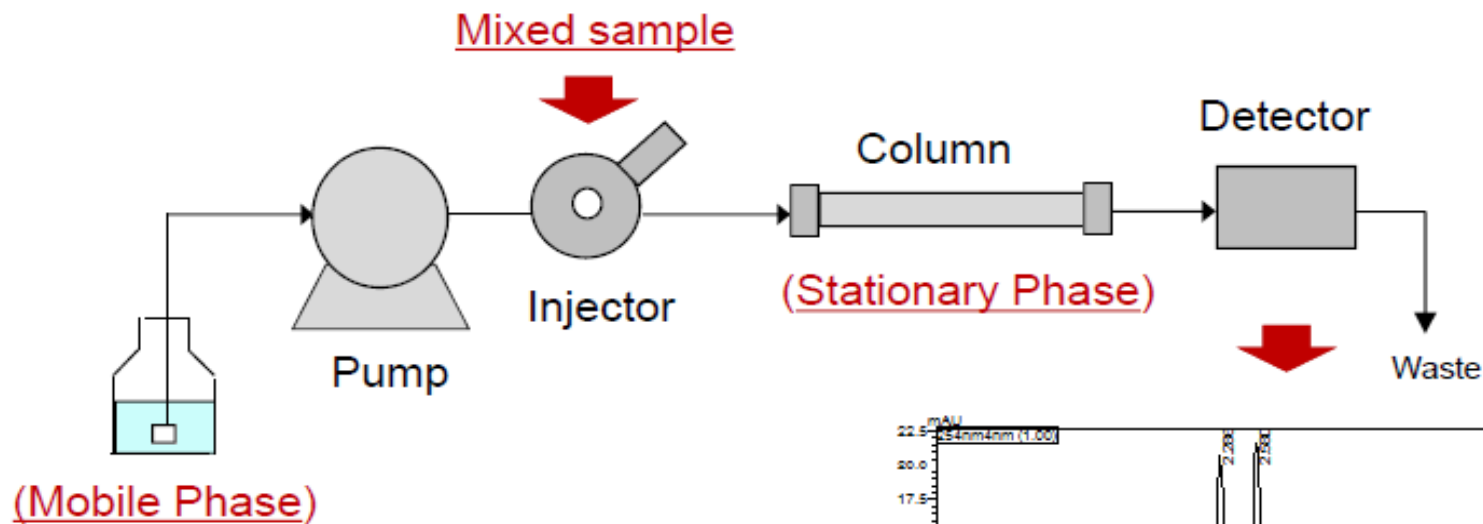 Mixed sample
Detector
Column
Injector
(Stationary Phase)
Pump
Waste
(Mobile Phase)
mAU
22.5
254nm4nm (1.00)
20.0
17.5